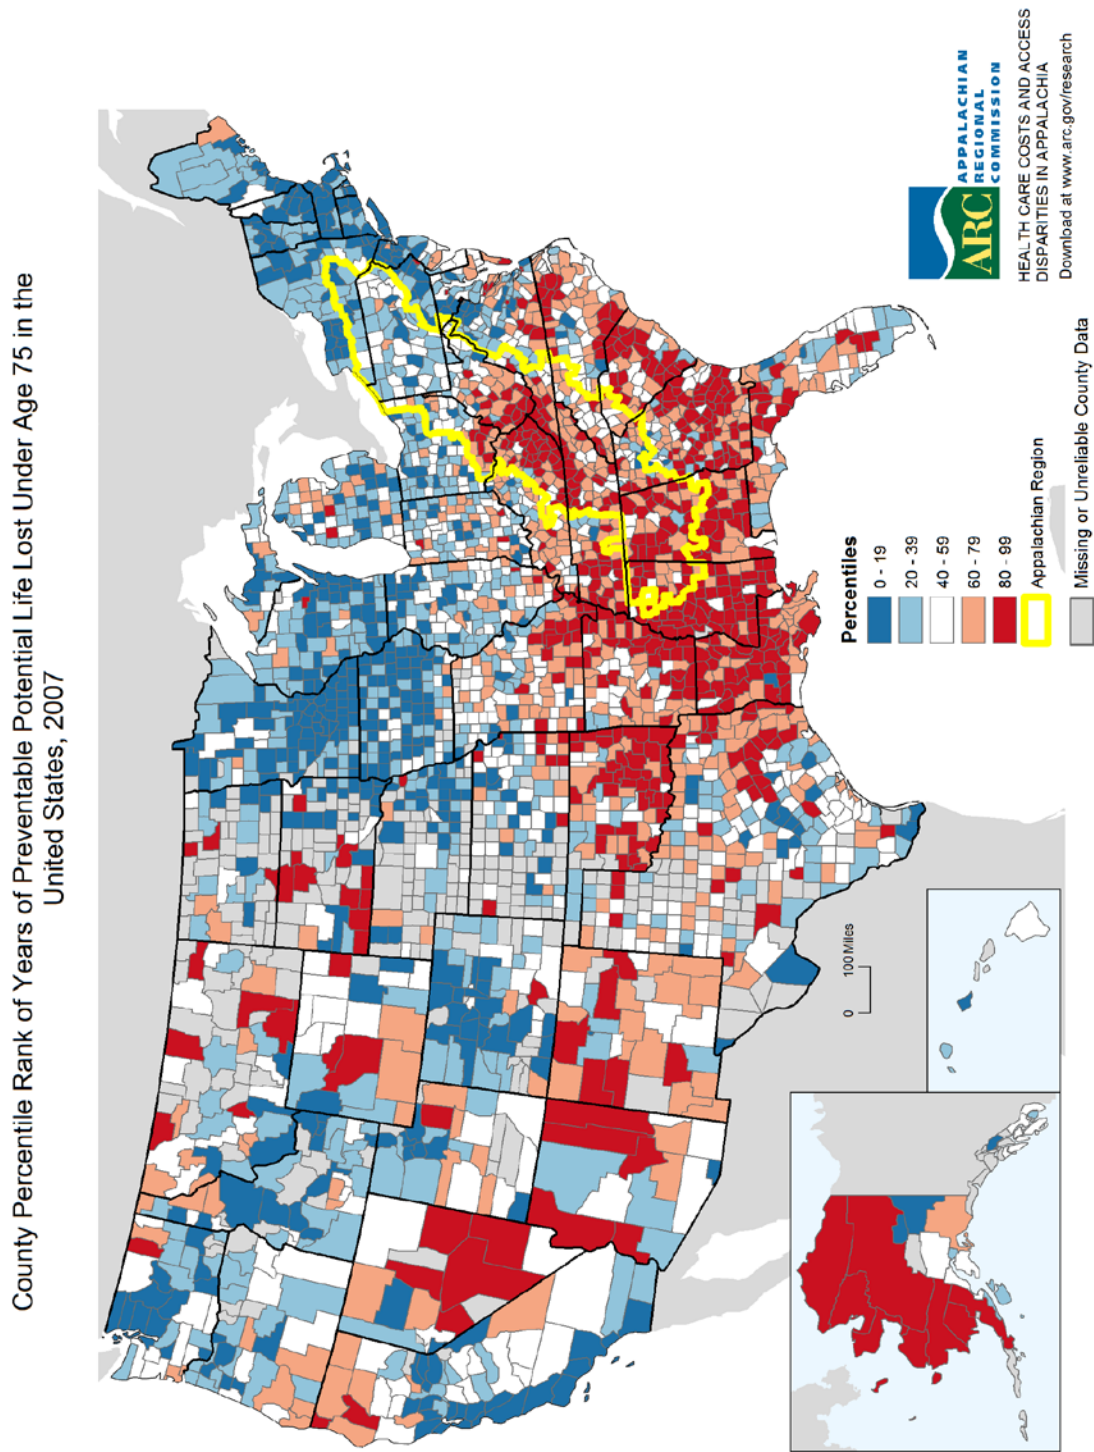 County Percentile Rank of Years of Preventable Potential Life Lost Under Age 75 in the
United States, 2007
ARC
APPALACHIAN
REGIONAL
COMMISSION
HEALTH CARE COSTS AND ACCESS
DISPARITIES IN APPALACHIA
Download at www.arc.gov/research
Percentiles
0 - 19
20 - 39
40 - 59
60 - 79
80 - 99
Appalachian Region
Missing or Unreliable County Data
0 100 Miles